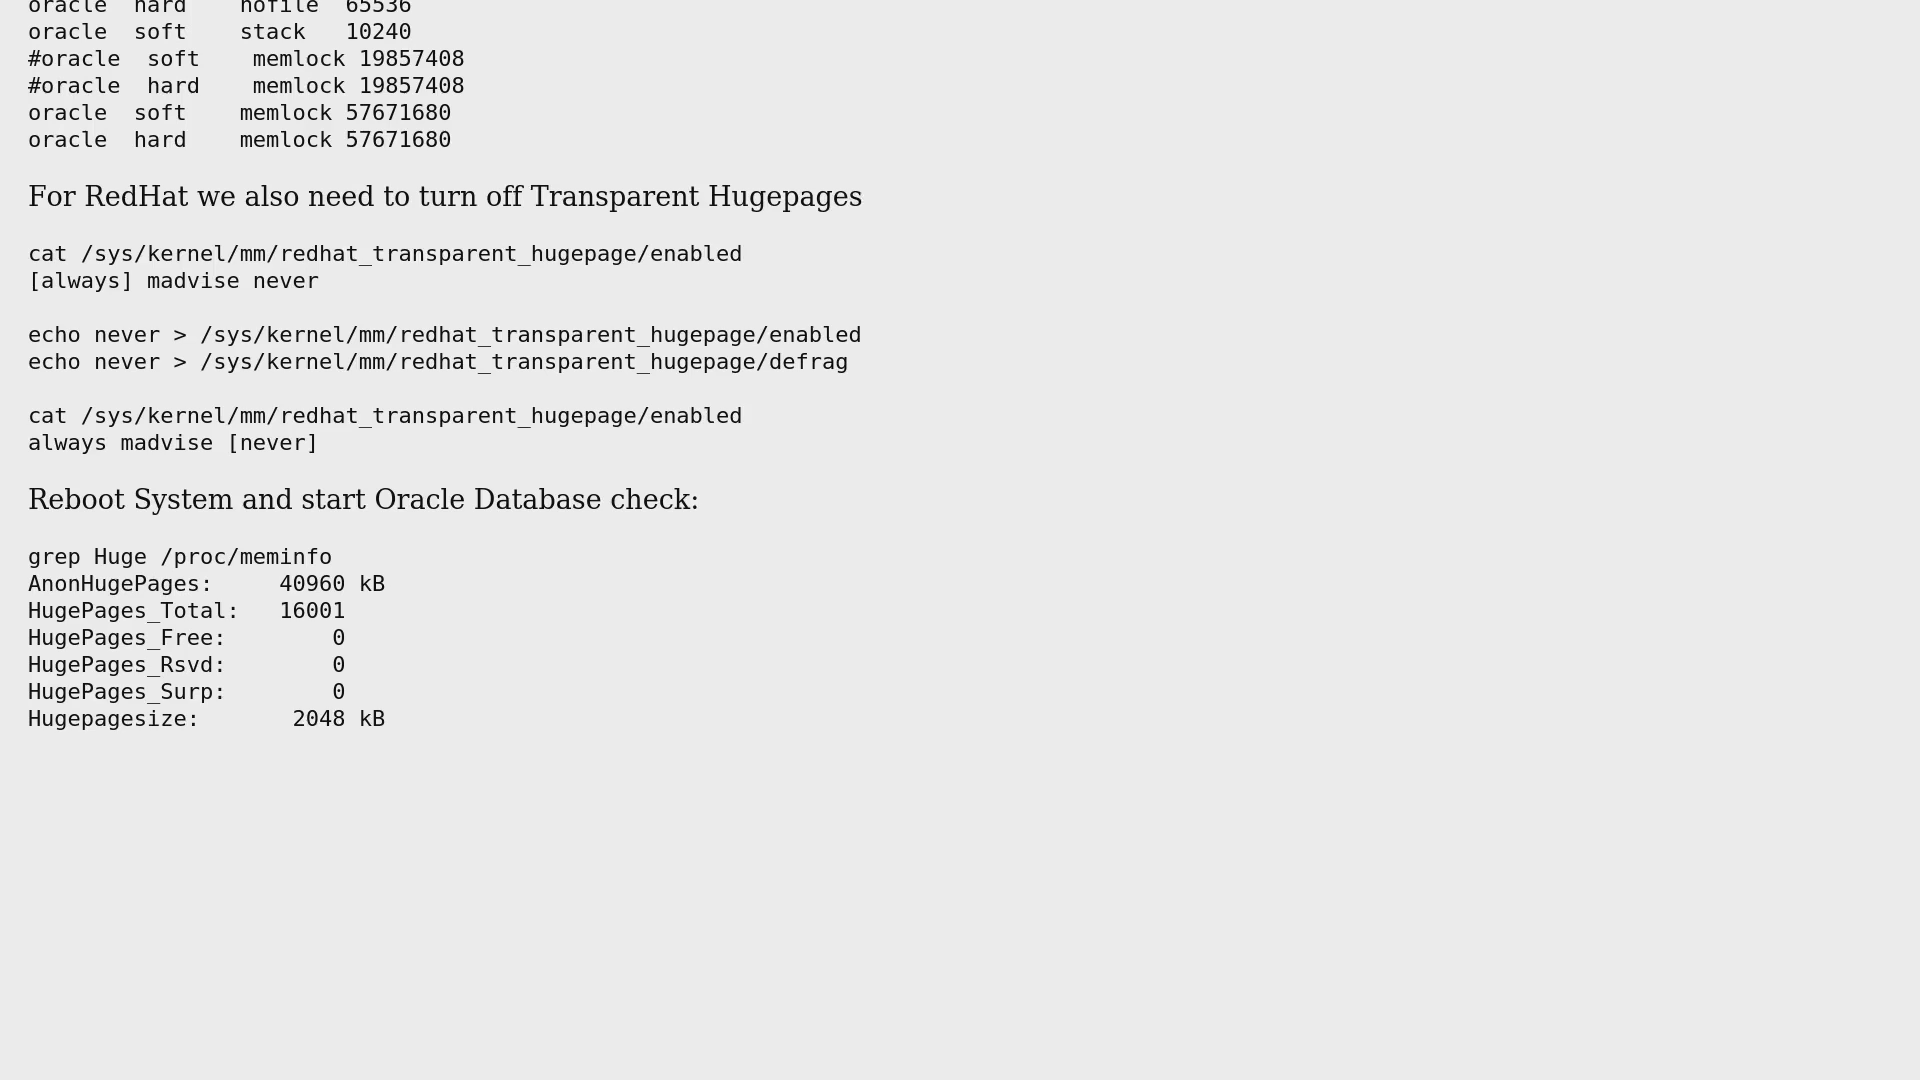 oracle  hard    nofile  65536
oracle  soft    stack   10240
#oracle  soft    memlock 19857408
#oracle  hard    memlock 19857408
oracle  soft    memlock 57671680
oracle  hard    memlock 57671680
For RedHat we also need to turn off Transparent Hugepages
cat /sys/kernel/mm/redhat_transparent_hugepage/enabled
[always] madvise never
echo never > /sys/kernel/mm/redhat_transparent_hugepage/enabled
echo never > /sys/kernel/mm/redhat_transparent_hugepage/defrag
cat /sys/kernel/mm/redhat_transparent_hugepage/enabled
always madvise [never]
Reboot System and start Oracle Database check:
grep Huge /proc/meminfo
AnonHugePages:     40960 kB
HugePages_Total:   16001
HugePages_Free:        0
HugePages_Rsvd:        0
HugePages_Surp:        0
Hugepagesize:       2048 kB